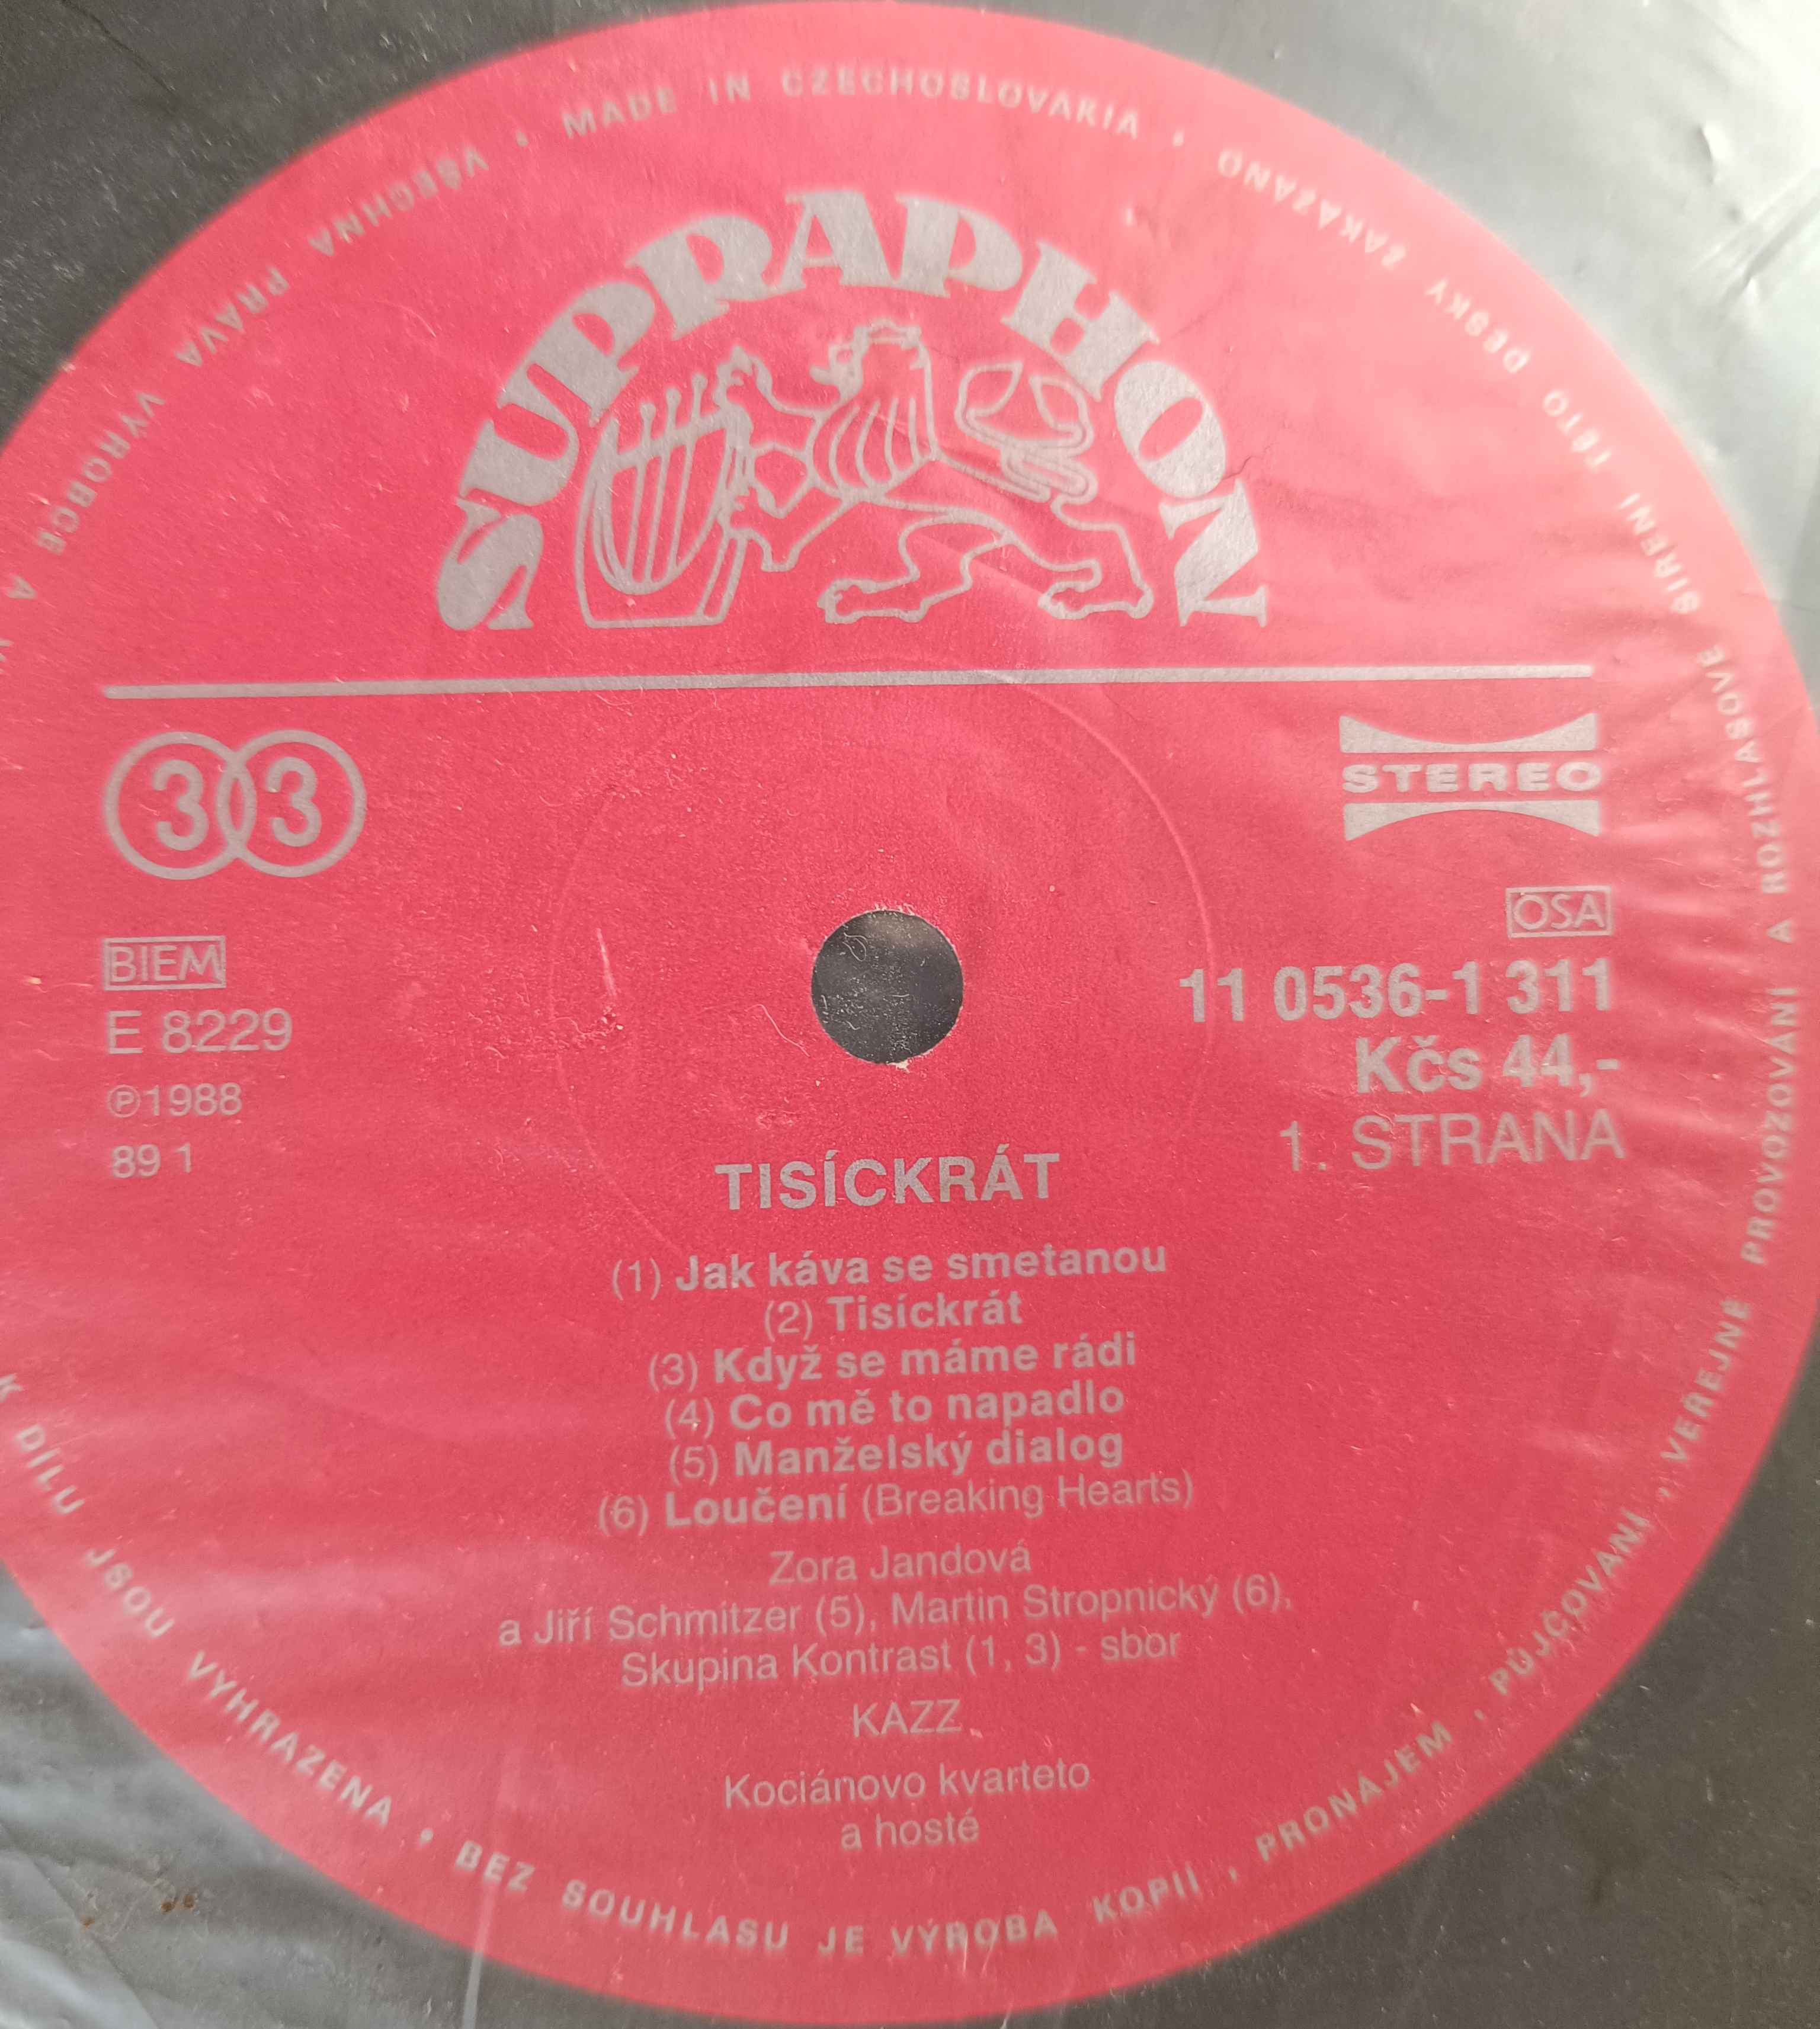 VŠECHNA PRÁVA VÝROBCE A
K DÍLU JSOU VYHRAZENA • BEZ SOUHLASU JE VÝROBA KOPIÍ , PRONÁJEM , PŮJČOVÁNÍ , VEŘEJNÉ PROVOZOVÁNÍ A ROZHLASOVÉ ŠÍŘENÍ TÉTO DESKY ZAKÁZÁNO
• MADE IN CZECHOSLOVAKIA •
SUPRAPHON
33
STEREO
BIEM
OSA
E 8229
11 0536-1 311
℗1988
Kčs 44,-
89 1
1. STRANA
TISÍCKRÁT
(1) Jak káva se smetanou
(2) Tisíckrát
(3) Když se máme rádi
(4) Co mě to napadlo
(5) Manželský dialog
(6) Loučení (Breaking Hearts)
Zora Jandová
a Jiří Schmitzer (5), Martin Stropnický (6),
Skupina Kontrast (1, 3) - sbor
KAZZ
Kociánovo kvarteto
a hosté